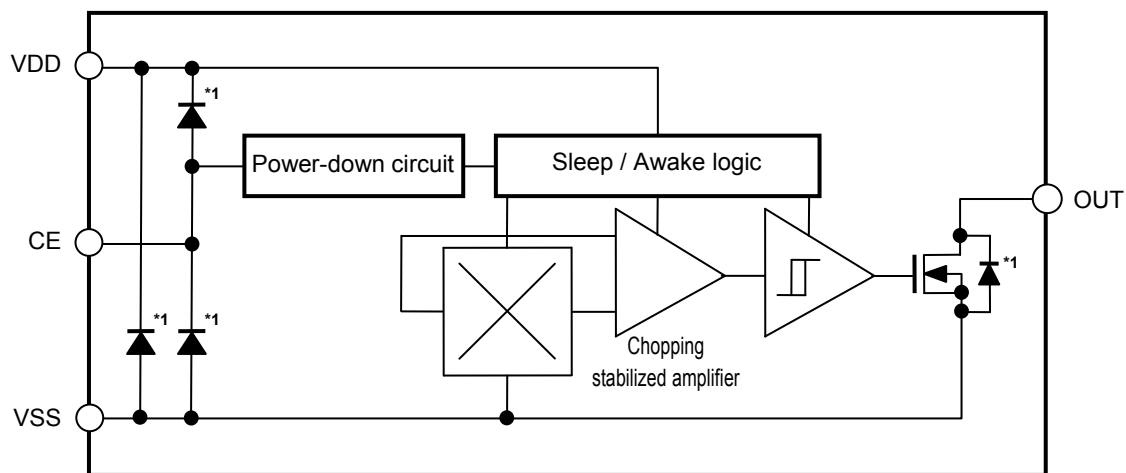 VDD
*1
Power-down circuit
Sleep / Awake logic
OUT
CE
*1
*1
*1
Chopping
stabilized amplifier
VSS